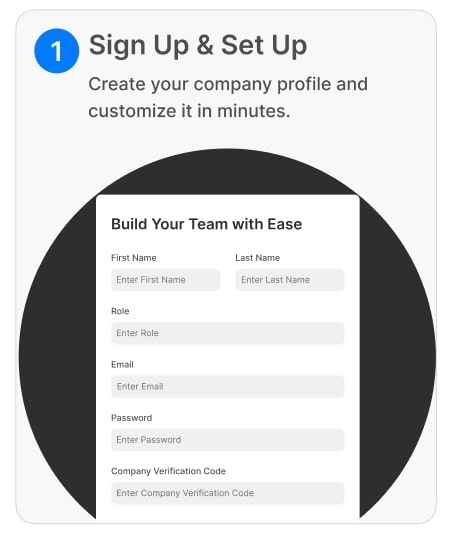 1
Sign Up & Set Up
Create your company profile and
customize it in minutes.
Build Your Team with Ease
First Name
Last Name
Enter First Name
Enter Last Name
Role
Enter Role
Email
Enter Email
Password
Enter Password
Company Verification Code
Enter Company Verification Code